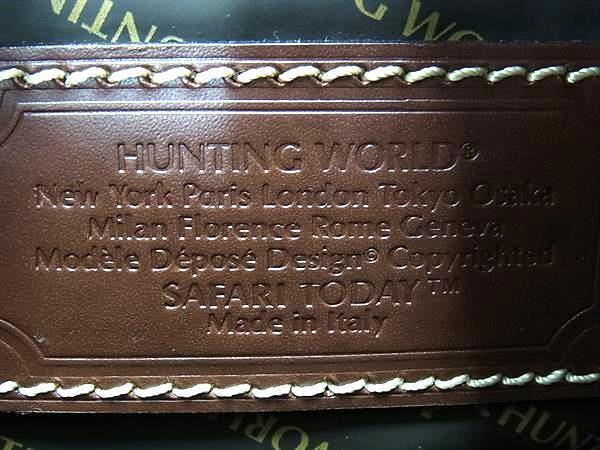 HUNTING WORLD®
New York Paris London Tokyo Osaka
Milan Florence Rome Geneva
Modèle Déposé Design© Copyrighted
SAFARI TODAY™
Made in Italy